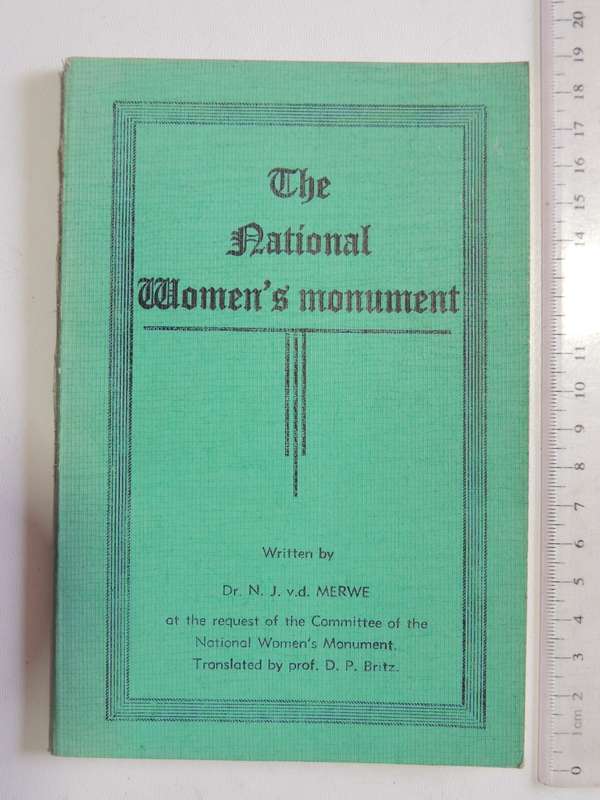 The
National
Women's monument
Written by
Dr. N. J. v.d. MERWE
at the request of the Committee of the
National Women's Monument.
Translated by prof. D. P. Britz.
20
19
18
17
16
15
14
13
12
11
10
9
8
7
6
5
4
3
2
1cm
0